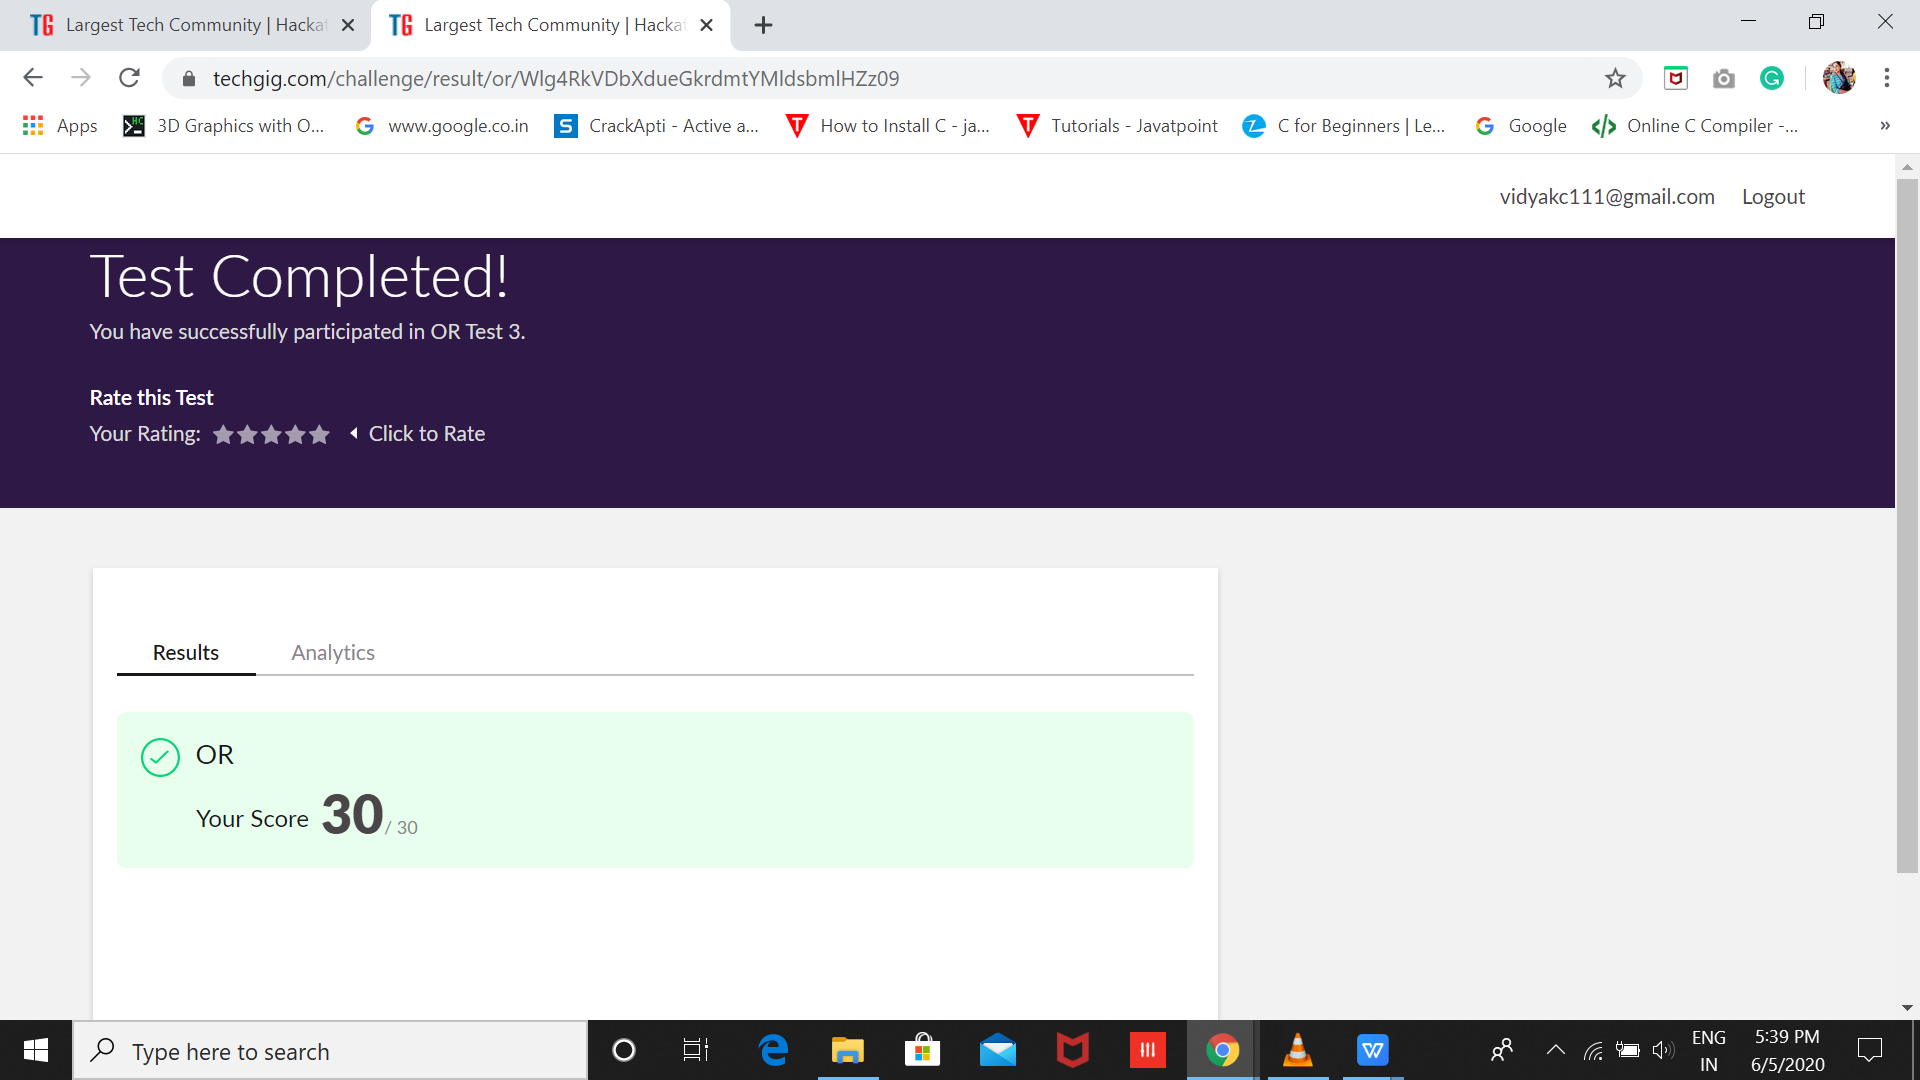 TG Largest Tech Community | Hacka
TG Largest Tech Community | Hacka
techgig.com/challenge/result/or/Wlg4RkVDbXdueGkrdmtYMldsbmlHZz09
Apps
3D Graphics with O...
www.google.co.in
CrackApti - Active a...
How to Install C - ja...
Tutorials - Javatpoint
C for Beginners | Le...
Google
Online C Compiler -...
»
vidyakc111@gmail.com Logout
Test Completed!
You have successfully participated in OR Test 3.
Rate this Test
Your Rating: Click to Rate
Results Analytics
OR
Your Score 30 / 30
Type here to search
ENG
IN
5:39 PM
6/5/2020